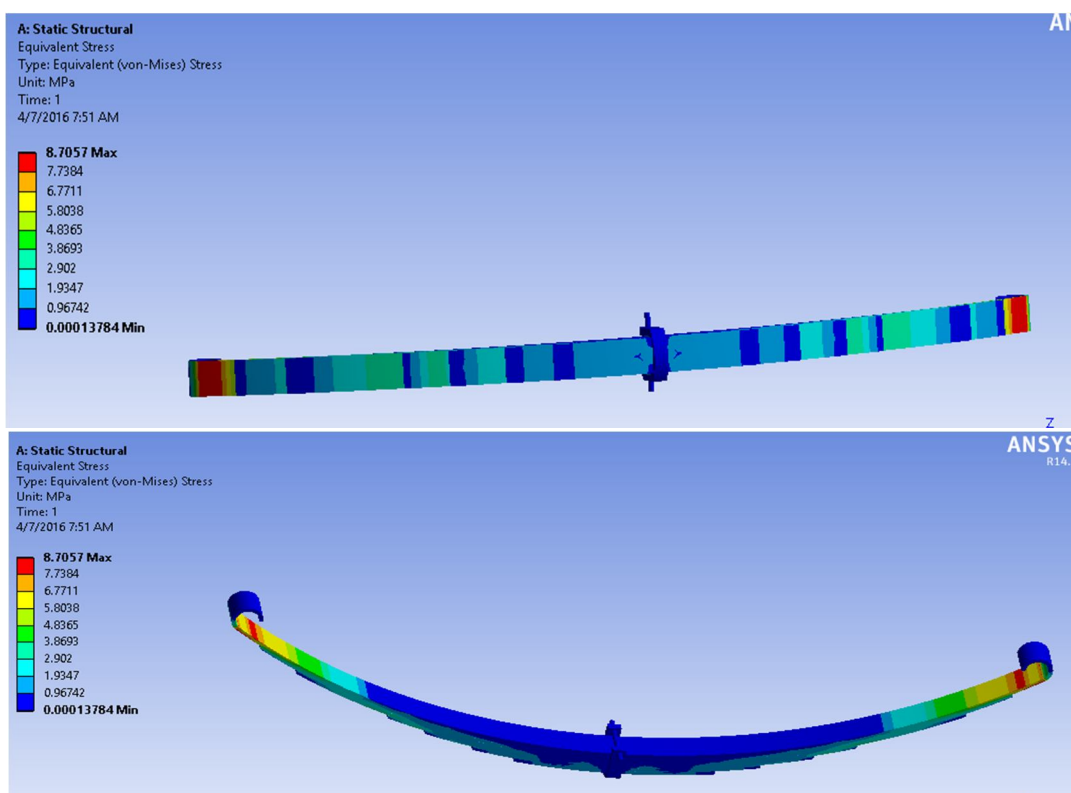 A: Static Structural
Equivalent Stress
Type: Equivalent (von-Mises) Stress
Unit: MPa
Time: 1
4/7/2016 7:51 AM
8.7057 Max
7.7384
6.7711
5.8038
4.8365
3.8693
2.902
1.9347
0.96742
0.00013784 Min
AN
Z
A: Static Structural
Equivalent Stress
Type: Equivalent (von-Mises) Stress
Unit: MPa
Time: 1
4/7/2016 7:51 AM
8.7057 Max
7.7384
6.7711
5.8038
4.8365
3.8693
2.902
1.9347
0.96742
0.00013784 Min
ANSYS
R14.